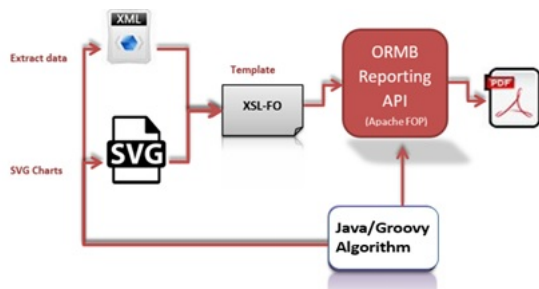 XML
Extract data
Template
XSL-FO
ORMB
Reporting
API
(Apache FOP)
PDF
SVG
SVG Charts
Java/Groovy
Algorithm